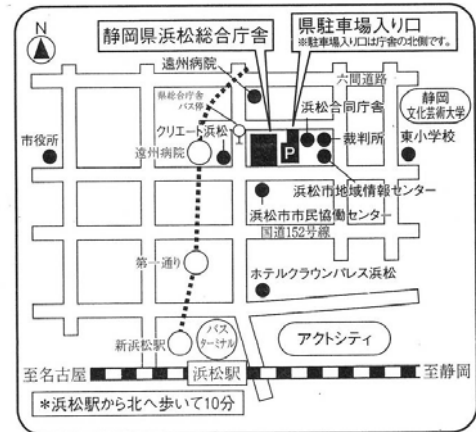 N
静岡県浜松総合庁舎
県駐車場入り口
※駐車場入り口は庁舎の北側です。
遠州病院
六間道路
県総合庁舎
バス停
浜松合同庁舎
静岡
文化芸術大学
市役所
クリエート浜松
遠州病院
P
裁判所
東小学校
浜松市地域情報センター
浜松市市民協働センター
国道152号線
第一通り
ホテルクラウンパレス浜松
新浜松駅
バス
ターミナル
アクトシティ
至名古屋
浜松駅
至静岡
*浜松駅から北へ歩いて10分